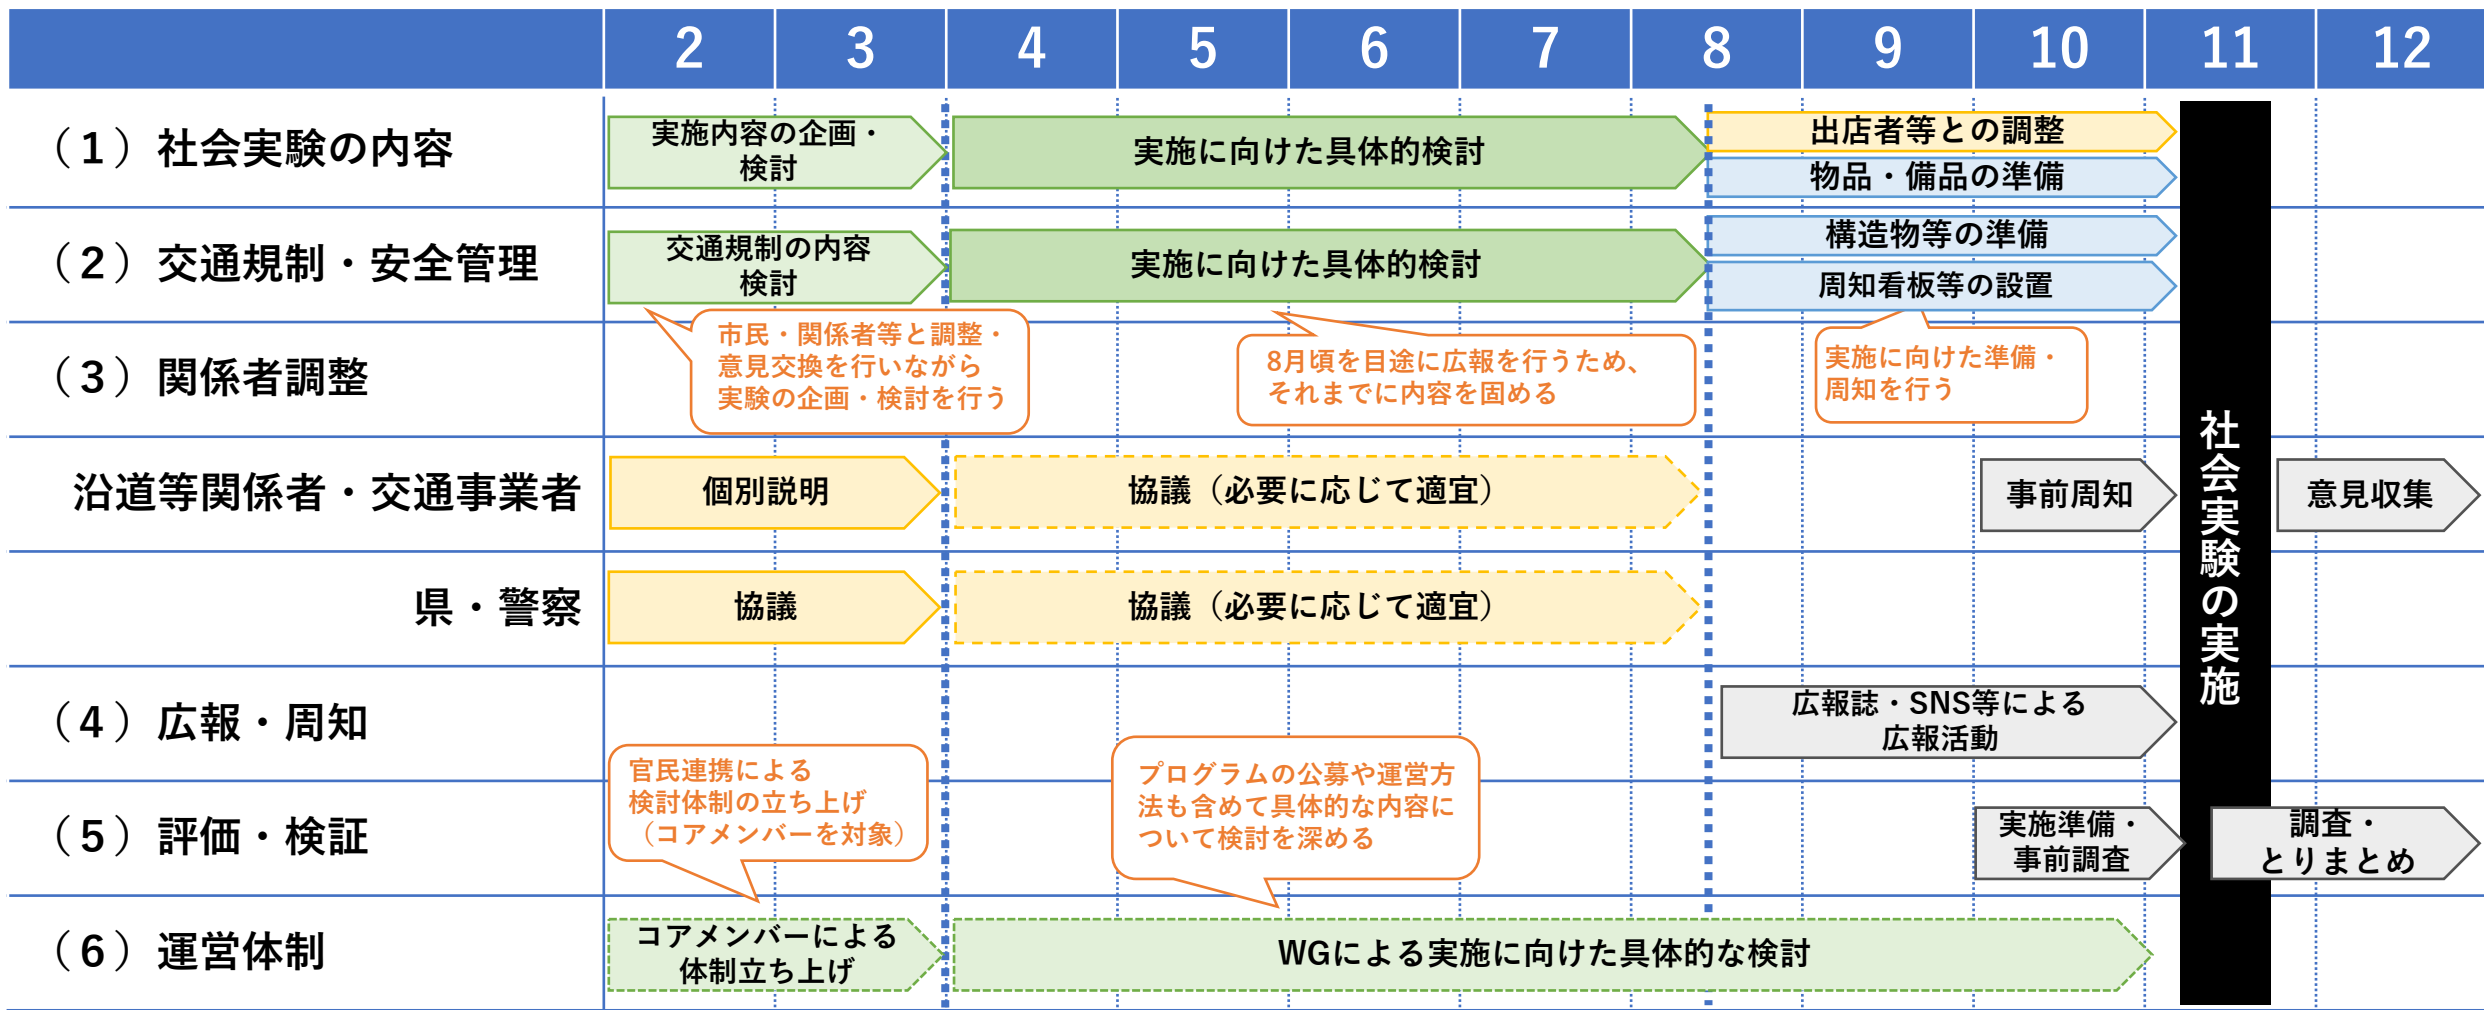 2 3 4 5 6 7 8 9 10 11 12
（1）社会実験の内容
実施内容の企画・
検討
実施に向けた具体的検討
出店者等との調整
物品・備品の準備
（2）交通規制・安全管理
交通規制の内容
検討
実施に向けた具体的検討
構造物等の準備
周知看板等の設置
（3）関係者調整
市民・関係者等と調整・
意見交換を行いながら
実験の企画・検討を行う
8月頃を目途に広報を行うため、
それまでに内容を固める
実施に向けた準備・
周知を行う
沿道等関係者・交通事業者
個別説明
協議（必要に応じて適宜）
事前周知
社会実験の実施
意見収集
県・警察
協議
協議（必要に応じて適宜）
（4）広報・周知
広報誌・SNS等による
広報活動
官民連携による
検討体制の立ち上げ
（コアメンバーを対象）
プログラムの公募や運営方
法も含めて具体的な内容に
ついて検討を深める
（5）評価・検証
実施準備・
事前調査
調査・
とりまとめ
（6）運営体制
コアメンバーによる
体制立ち上げ
WGによる実施に向けた具体的な検討